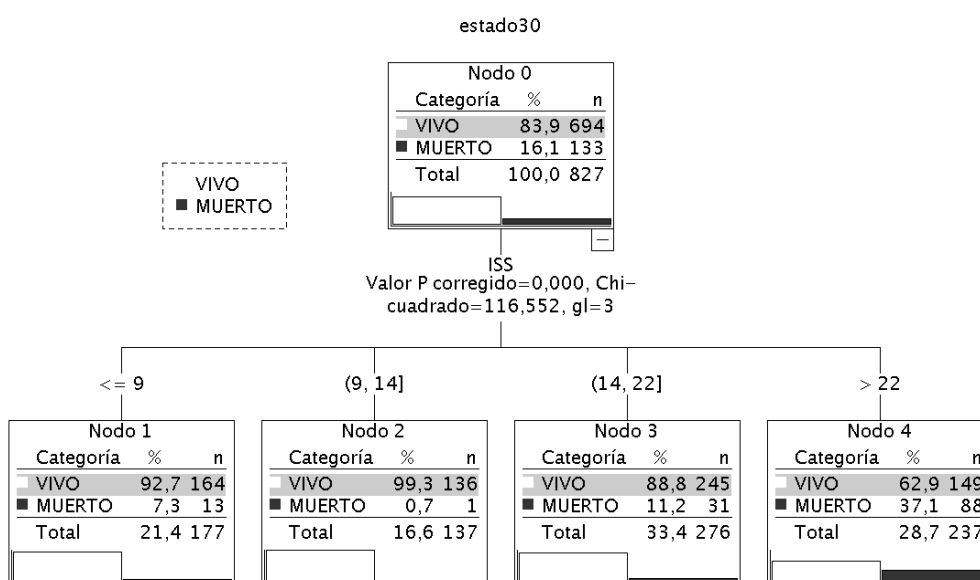 estado30
Nodo 0
Categoría % n
VIVO 83,9 694
MUERTO 16,1 133
Total 100,0 827
VIVO
MUERTO
ISS
Valor P corregido=0,000, Chi-
cuadrado=116,552, gl=3
<= 9
(9, 14]
(14, 22]
> 22
Nodo 1
Categoría % n
VIVO 92,7 164
MUERTO 7,3 13
Total 21,4 177
Nodo 2
Categoría % n
VIVO 99,3 136
MUERTO 0,7 1
Total 16,6 137
Nodo 3
Categoría % n
VIVO 88,8 245
MUERTO 11,2 31
Total 33,4 276
Nodo 4
Categoría % n
VIVO 62,9 149
MUERTO 37,1 88
Total 28,7 237